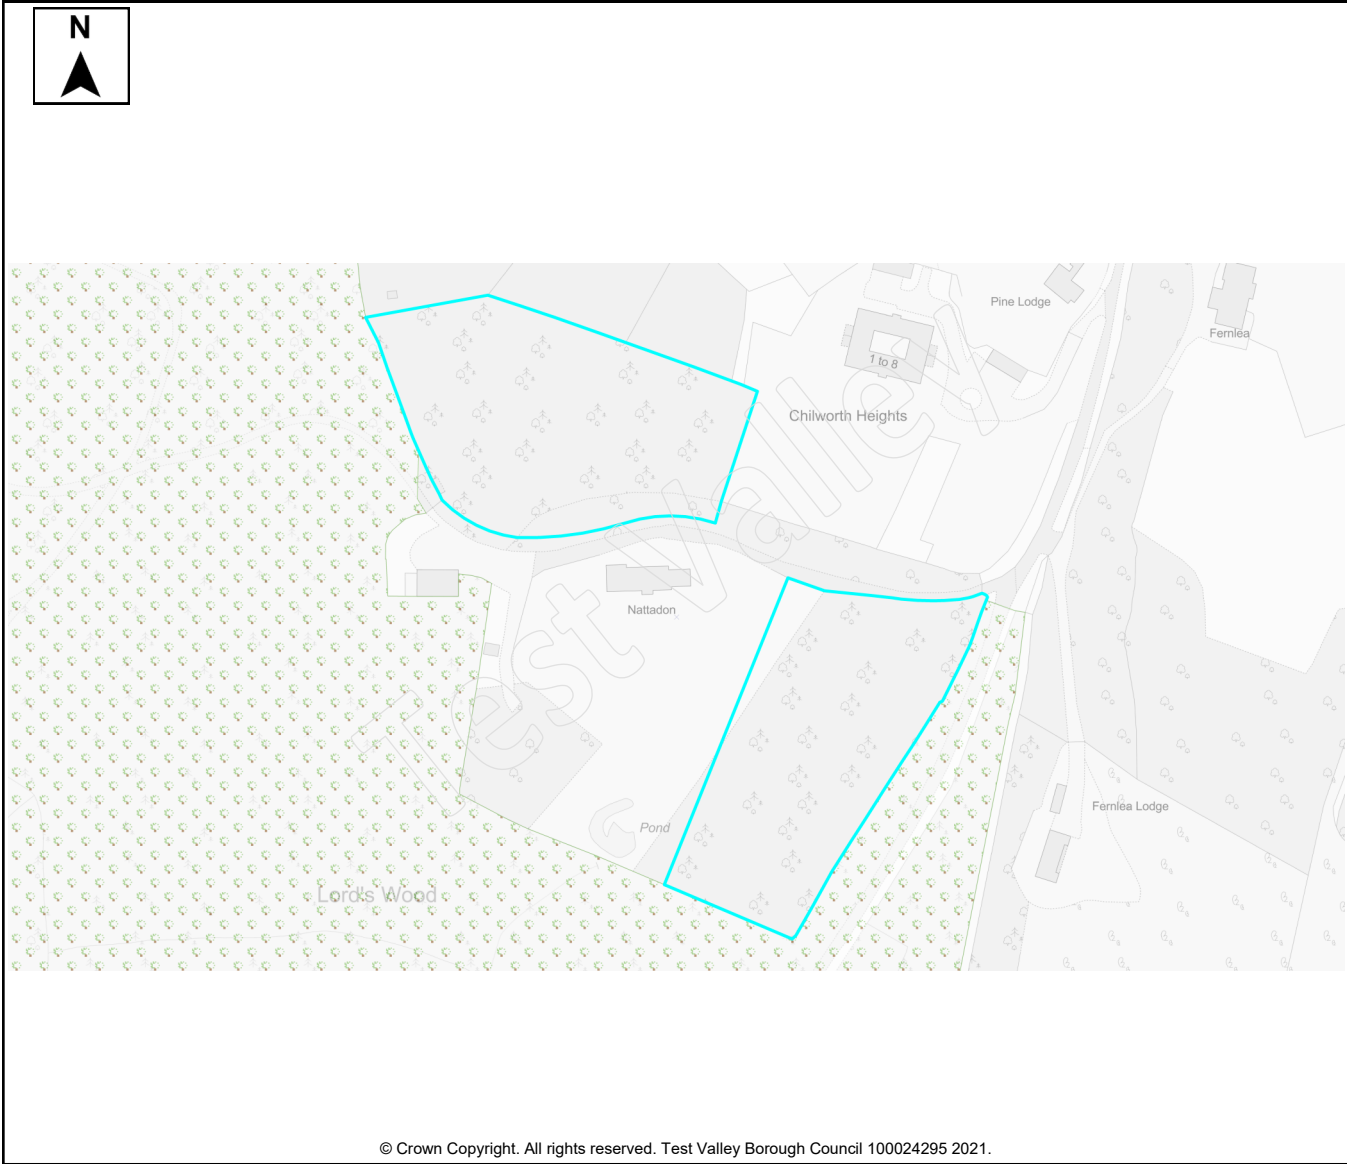 N
Pine Lodge
Fernlea
1 to 8
Chilworth Heights
Nattadon
Fernlea Lodge
Pond
Lord's Wood
Test Valley
© Crown Copyright. All rights reserved. Test Valley Borough Council 100024295 2021.